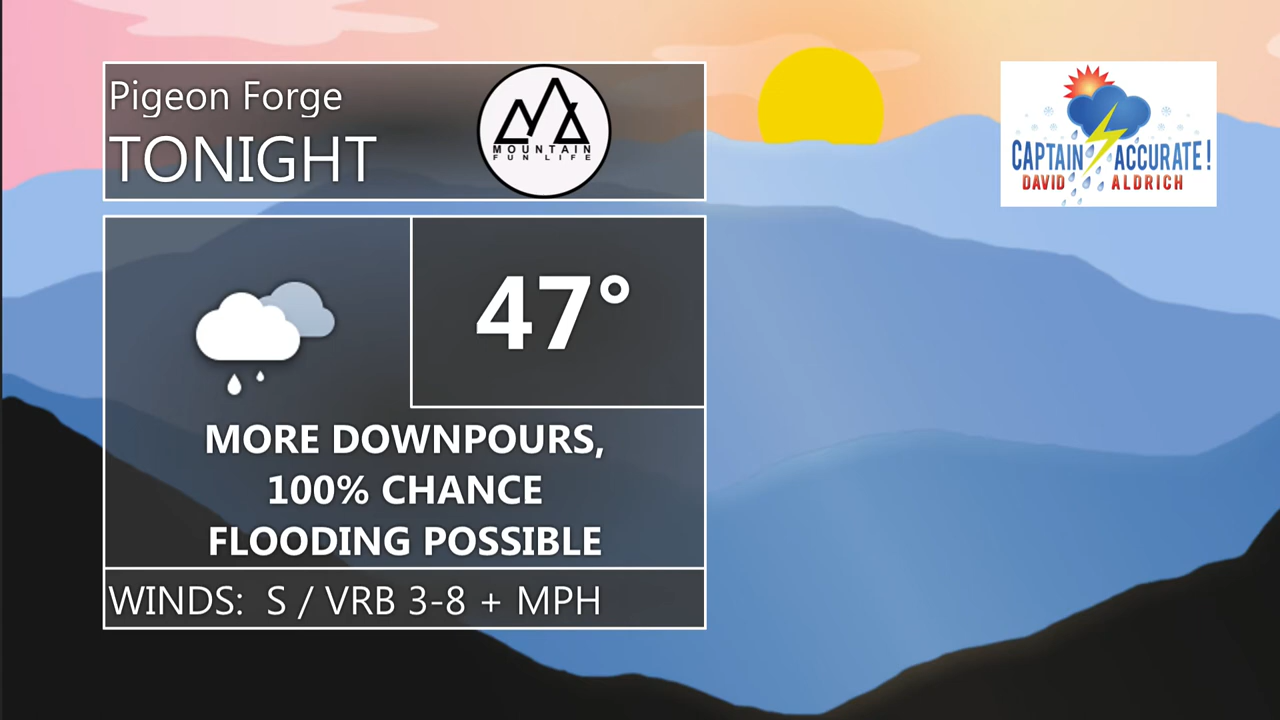 Pigeon Forge
TONIGHT
MOUNTAIN
FUN LIFE
CAPTAIN ACCURATE!
DAVID ALDRICH
47°
MORE DOWNPOURS,
100% CHANCE
FLOODING POSSIBLE
WINDS: S / VRB 3-8 + MPH